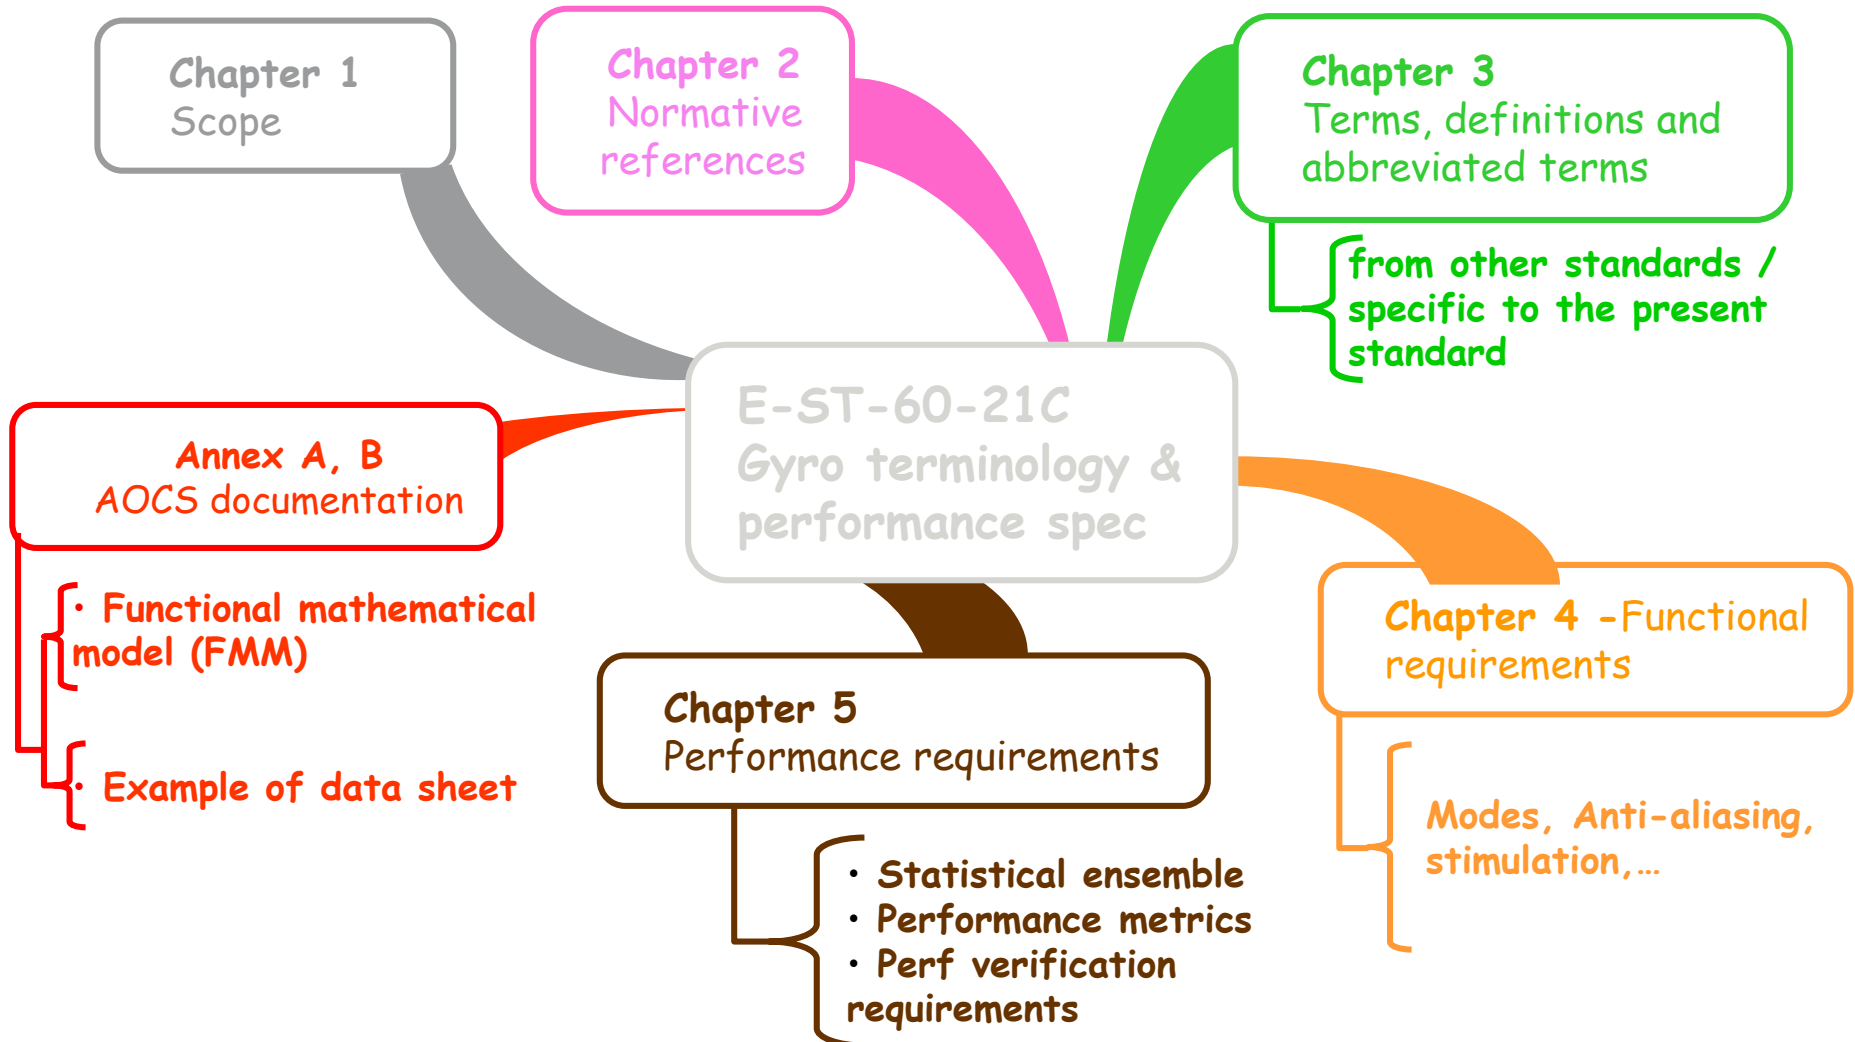 Chapter 1
Scope
Chapter 2
Normative
references
Chapter 3
Terms, definitions and
abbreviated terms
from other standards /
specific to the present
standard
E-ST-60-21C
Gyro terminology &
performance spec
Annex A, B
AOCS documentation
· Functional mathematical
model (FMM)
· Example of data sheet
Chapter 4 -Functional
requirements
Modes, Anti-aliasing,
stimulation,…
Chapter 5
Performance requirements
· Statistical ensemble
· Performance metrics
· Perf verification
requirements